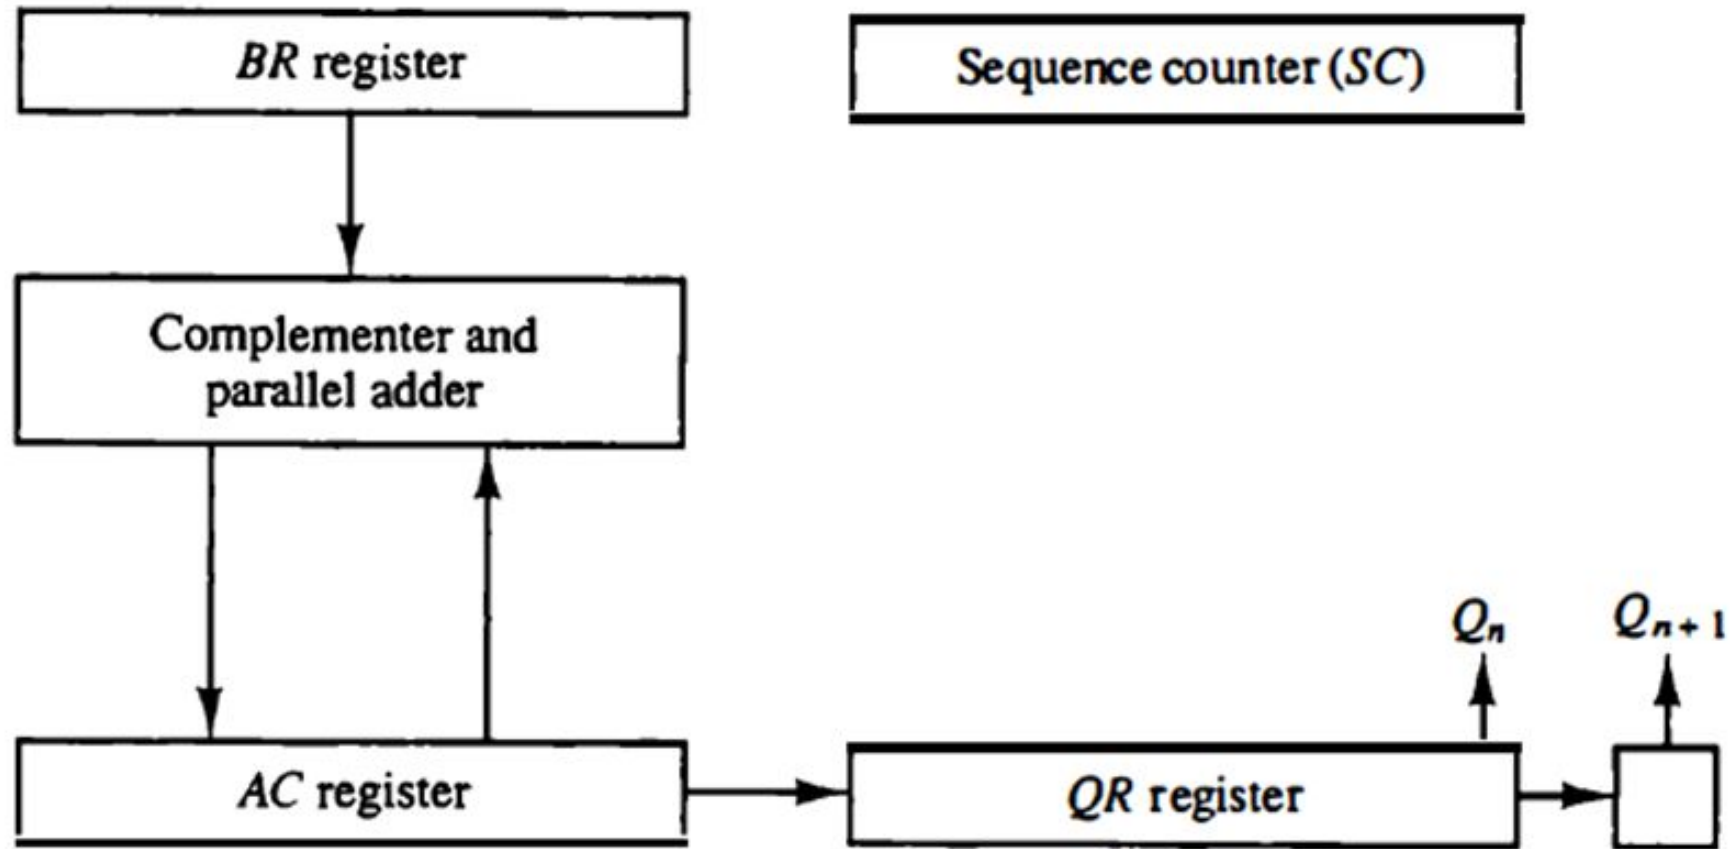 BR register
Sequence counter (SC)
Complementer and
parallel adder
Qn
Qn + 1
AC register
QR register